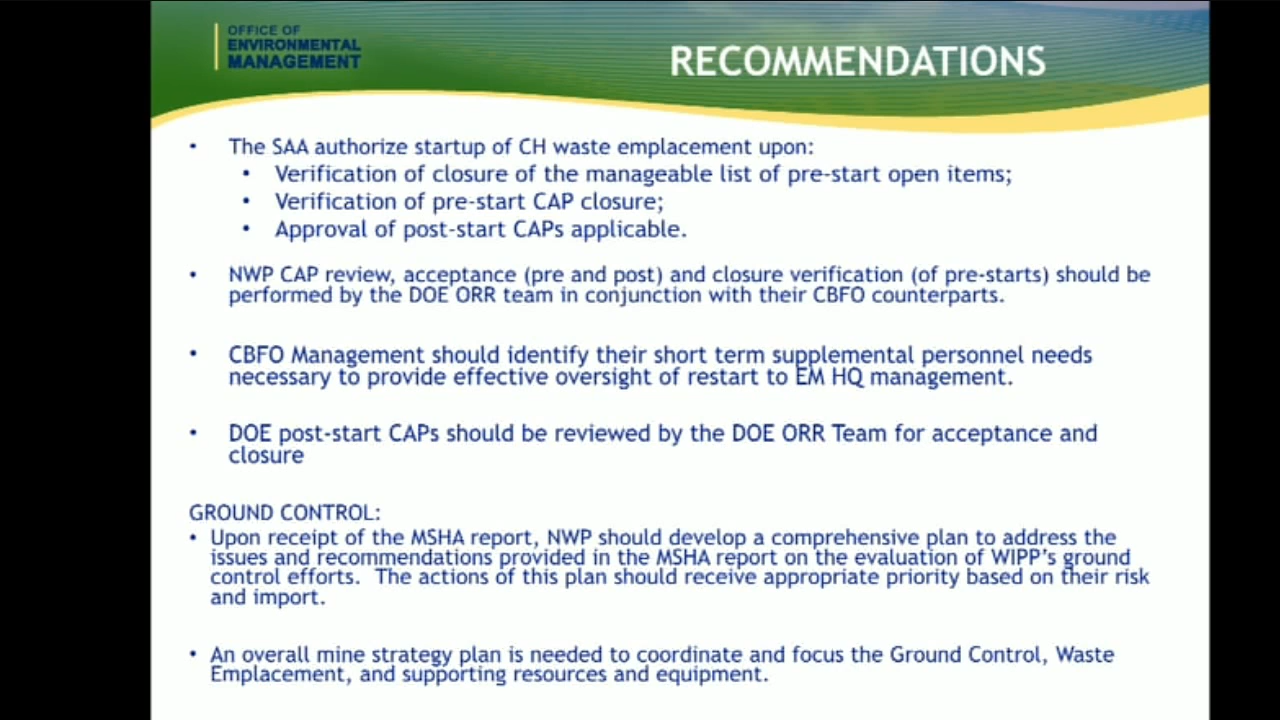 OFFICE OF
ENVIRONMENTAL
MANAGEMENT
RECOMMENDATIONS
• The SAA authorize startup of CH waste emplacement upon:
• Verification of closure of the manageable list of pre-start open items;
• Verification of pre-start CAP closure;
• Approval of post-start CAPs applicable.
• NWP CAP review, acceptance (pre and post) and closure verification (of pre-starts) should be
performed by the DOE ORR team in conjunction with their CBFO counterparts.
• CBFO Management should identify their short term supplemental personnel needs
necessary to provide effective oversight of restart to EM HQ management.
• DOE post-start CAPs should be reviewed by the DOE ORR Team for acceptance and
closure
GROUND CONTROL:
• Upon receipt of the MSHA report, NWP should develop a comprehensive plan to address the
issues and recommendations provided in the MSHA report on the evaluation of WIPP's ground
control efforts. The actions of this plan should receive appropriate priority based on their risk
and import.
• An overall mine strategy plan is needed to coordinate and focus the Ground Control, Waste
Emplacement, and supporting resources and equipment.